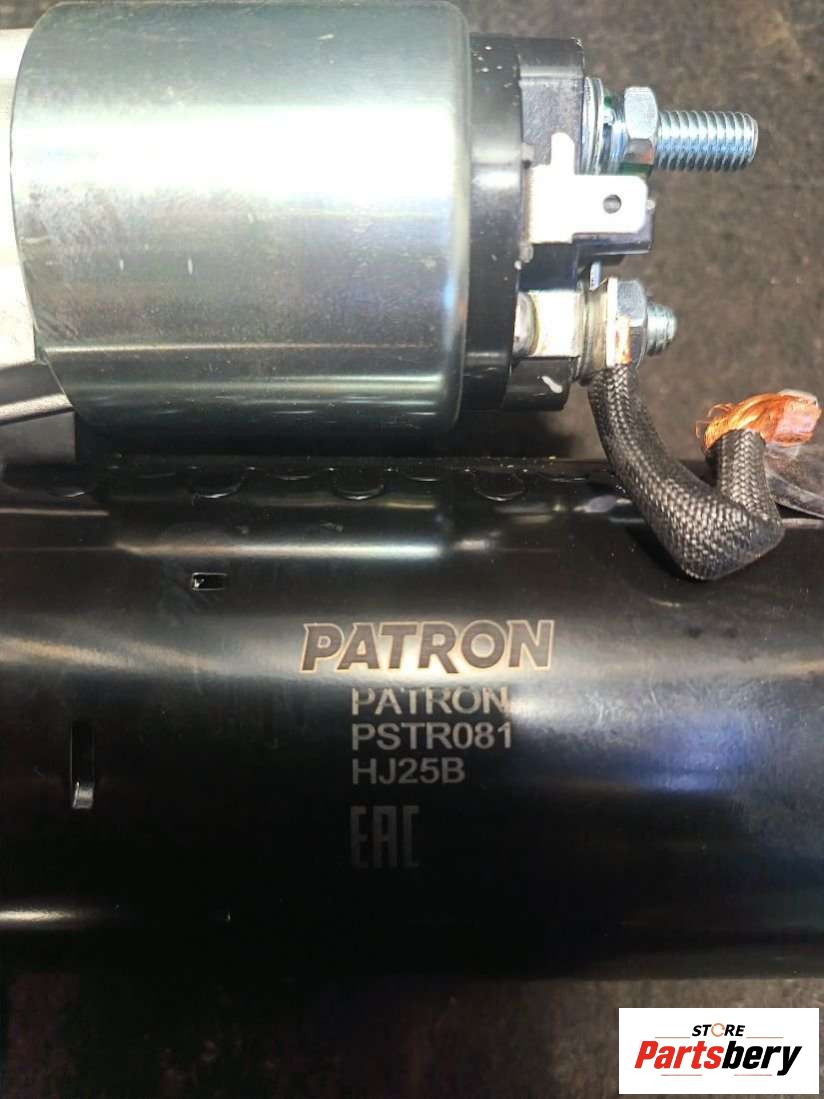 PATRON
PATRON
PSTR081
HJ25B
EAC
STORE
Partsbery